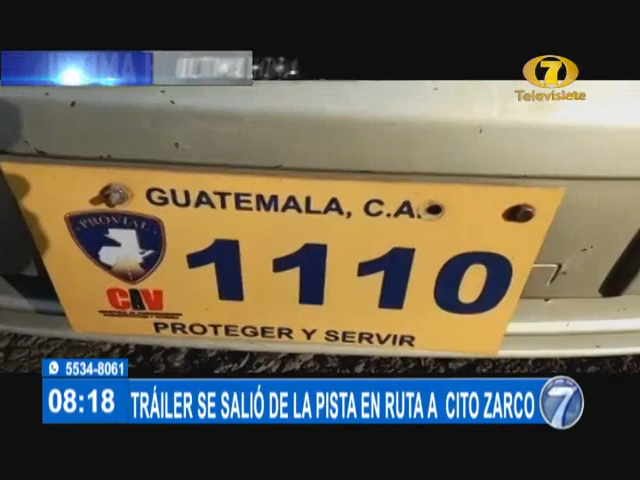 7
Televisiete
GUATEMALA, C.A.
PROVIAL
1110
CIV
PROTEGER Y SERVIR
5534-8061
08:18
TRÁILER SE SALIÓ DE LA PISTA EN RUTA A CITO ZARCO
7